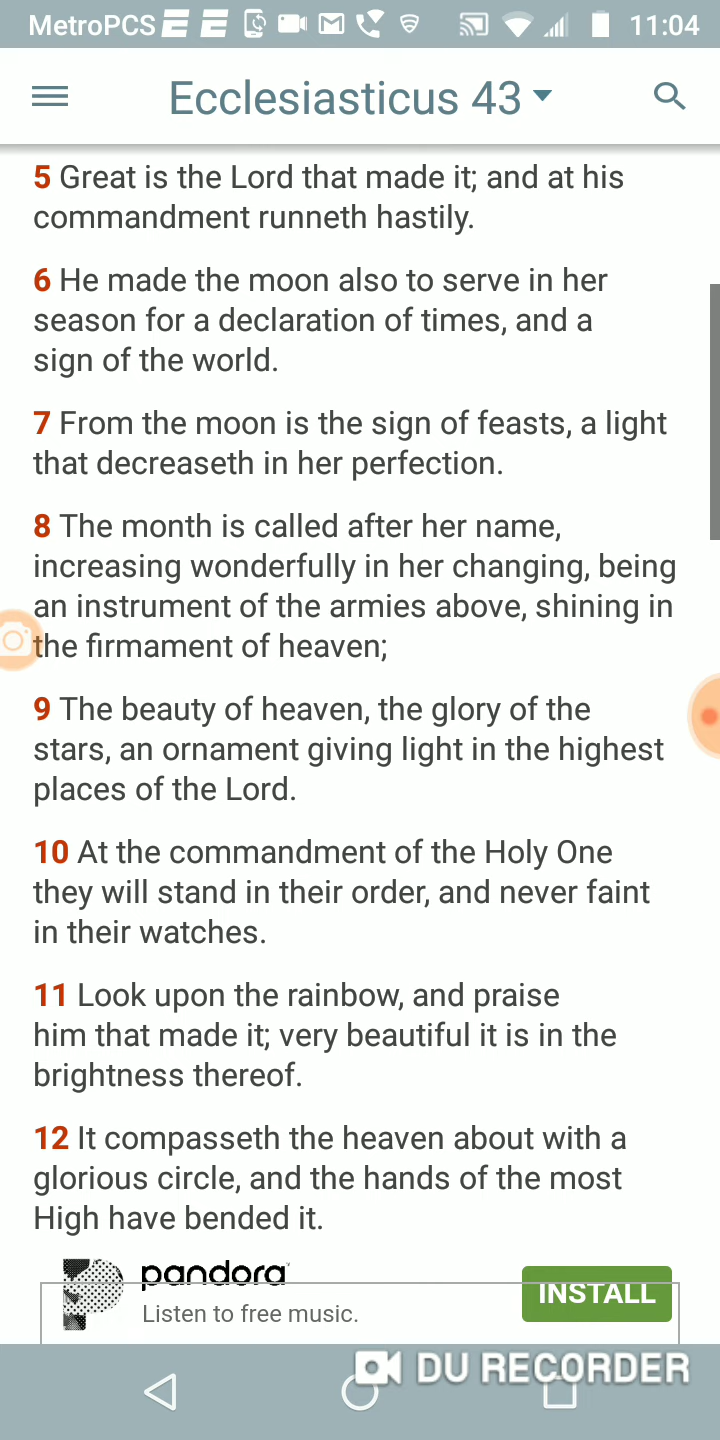 MetroPCS 11:04
Ecclesiasticus 43
5 Great is the Lord that made it; and at his
commandment runneth hastily.
6 He made the moon also to serve in her
season for a declaration of times, and a
sign of the world.
7 From the moon is the sign of feasts, a light
that decreaseth in her perfection.
8 The month is called after her name,
increasing wonderfully in her changing, being
an instrument of the armies above, shining in
the firmament of heaven;
9 The beauty of heaven, the glory of the
stars, an ornament giving light in the highest
places of the Lord.
10 At the commandment of the Holy One
they will stand in their order, and never faint
in their watches.
11 Look upon the rainbow, and praise
him that made it; very beautiful it is in the
brightness thereof.
12 It compasseth the heaven about with a
glorious circle, and the hands of the most
High have bended it.
pandora
Listen to free music.
INSTALL
DU RECORDER